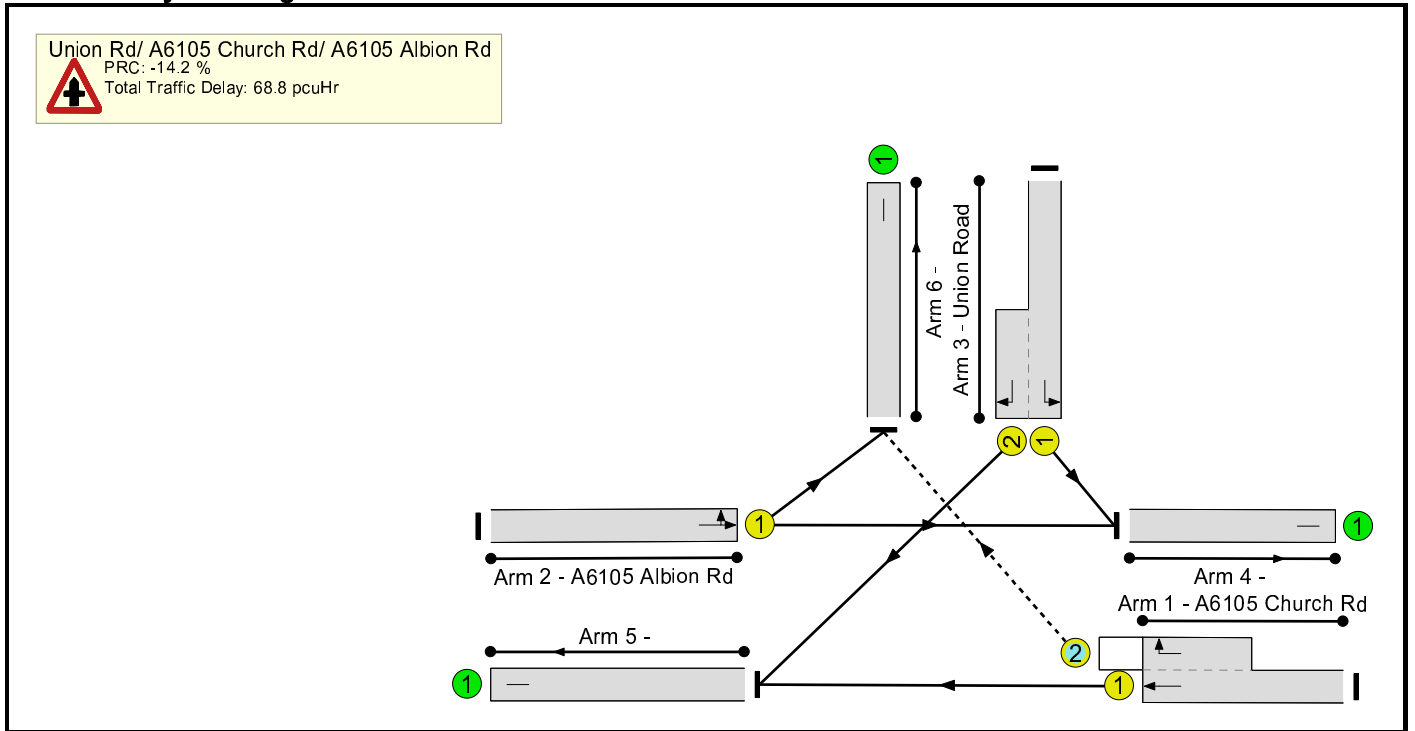 Union Rd/ A6105 Church Rd/ A6105 Albion Rd
PRC: -14.2 %
Total Traffic Delay: 68.8 pcuHr
1
Arm 6 -
Arm 3 - Union Road
2
1
1
1
Arm 2 - A6105 Albion Rd
Arm 4 -
Arm 1 - A6105 Church Rd
Arm 5 -
2
1
1